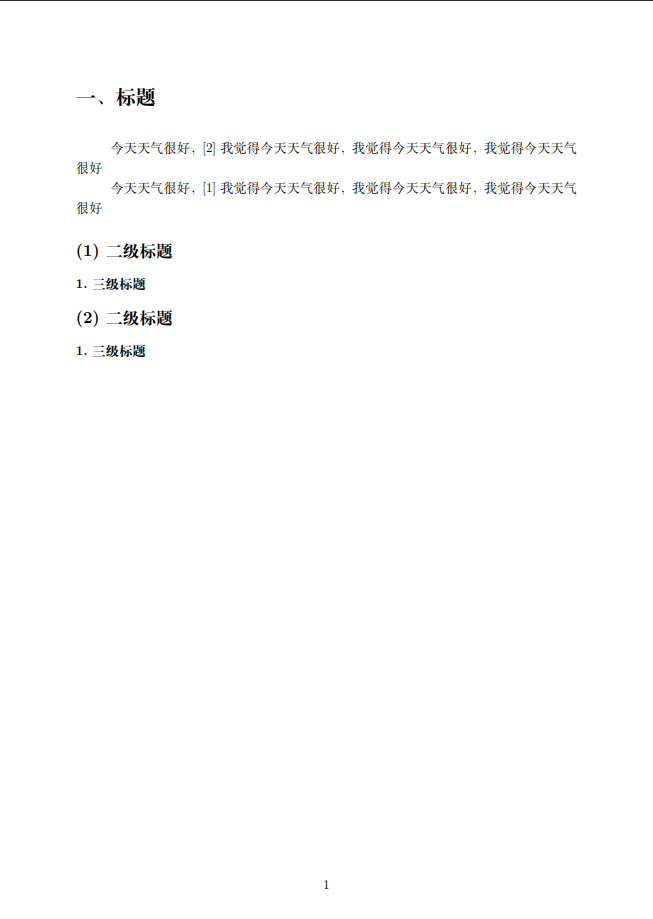 一、标题
今天天气很好，[2] 我觉得今天天气很好，我觉得今天天气很好，我觉得今天天气
很好
今天天气很好，[1] 我觉得今天天气很好，我觉得今天天气很好，我觉得今天天气
很好
(1) 二级标题
1. 三级标题
(2) 二级标题
1. 三级标题
1